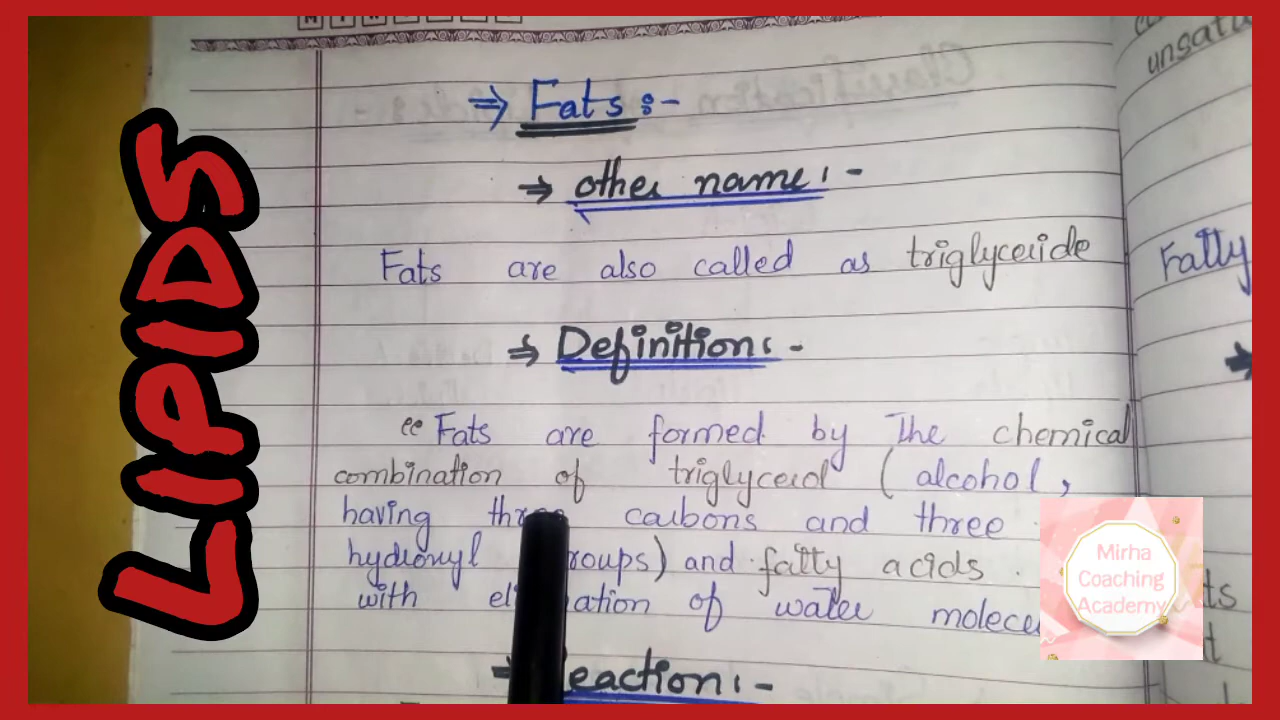 LIPIDS
⇒ Fats :-
→ other name :-
Fats are also called as triglyceride
⇒ Definition :-
“Fats are formed by The chemical
combination of triglycerol (alcohol,
having three carbons and three
hydroxyl roups) and fatty acids.
with of water
eaction :-
unsatu
Fatty
Mirha
Coaching
Academy